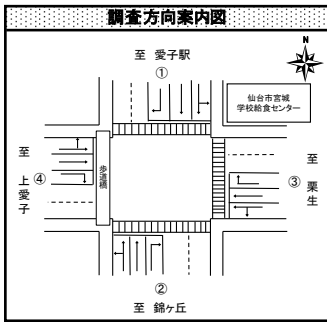 調査方向案内図
至 愛子駅
①
N
仙台市宮城
学校給食センター
至 上愛子
④
歩道橋
③
至 栗生
②
至 錦ヶ丘